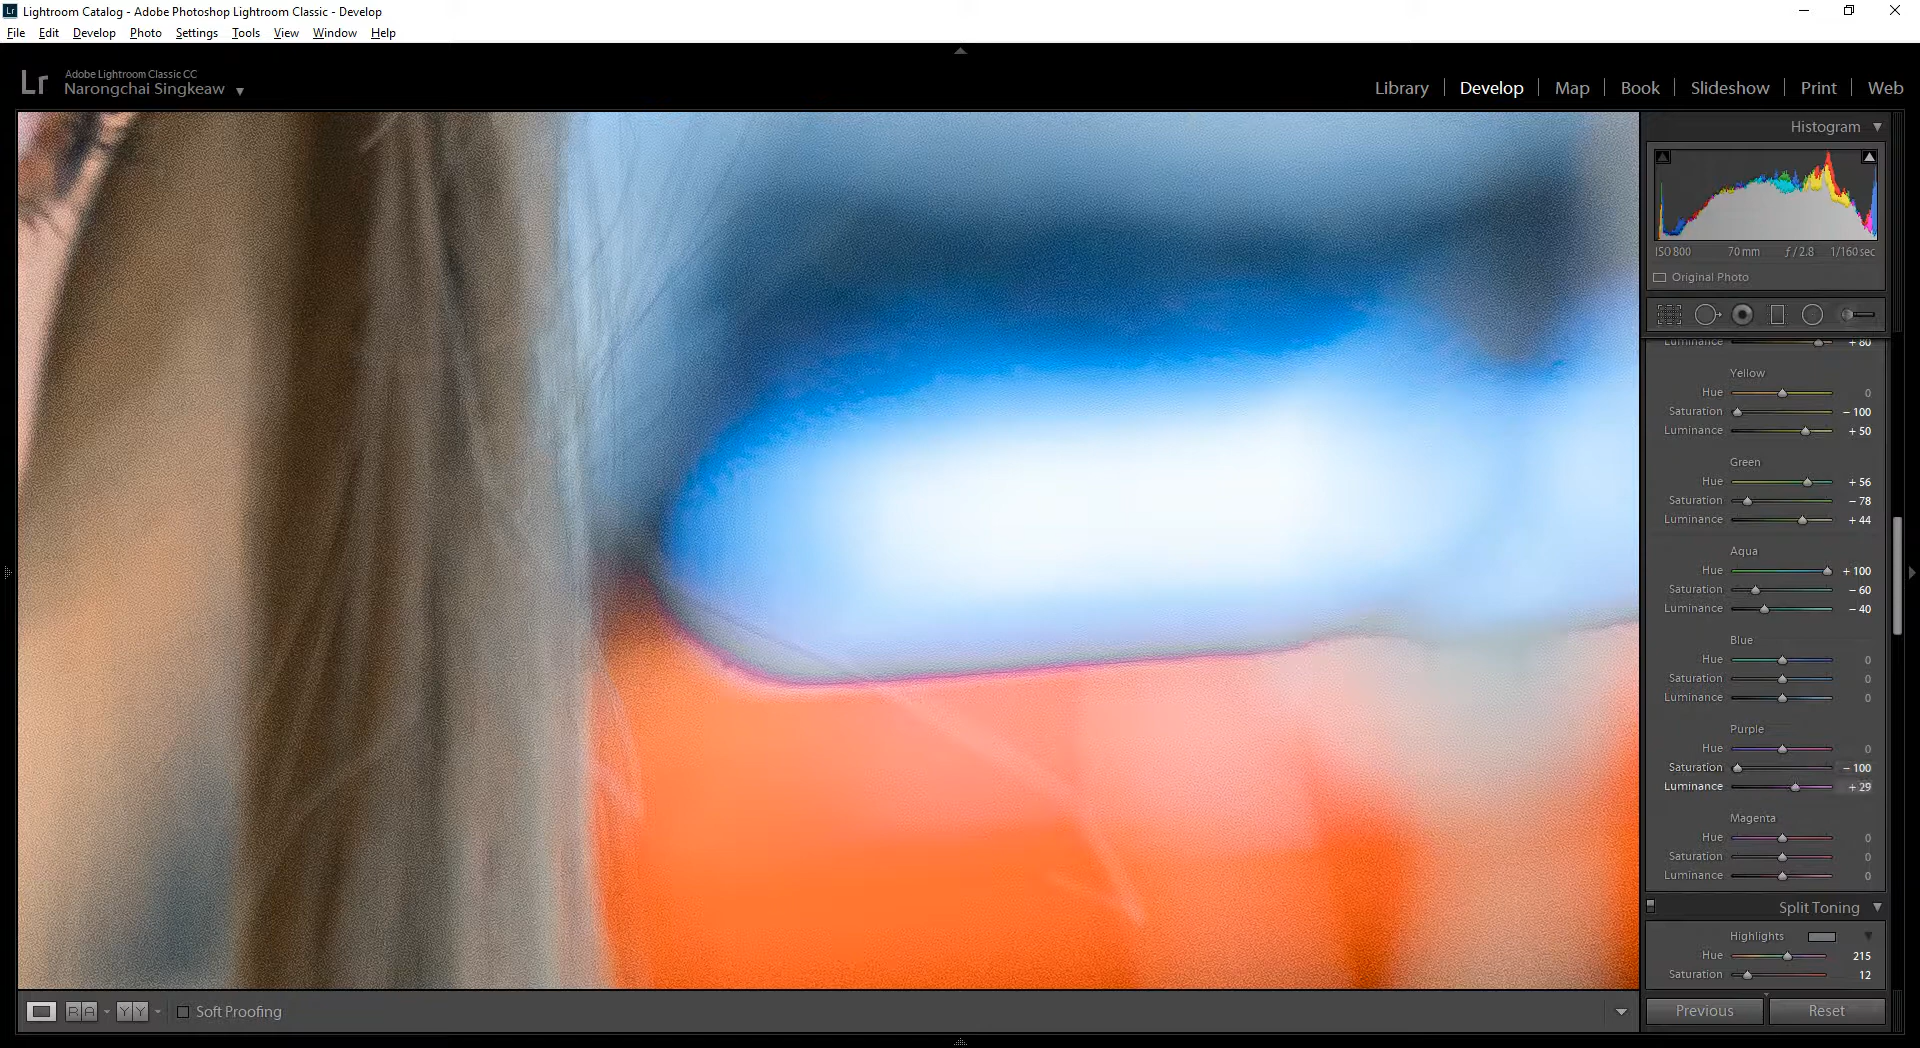 Lightroom Catalog - Adobe Photoshop Lightroom Classic - Develop
File Edit Develop Photo Settings Tools View Window Help
Lr Adobe Lightroom Classic CC
Narongchai Singkeaw
Library Develop Map Book Slideshow Print Web
Histogram
ISO 800 70 mm ƒ / 2.8 1/160 sec
Original Photo
Luminance + 80
Yellow
Hue 0
Saturation - 100
Luminance + 50
Green
Hue + 56
Saturation - 78
Luminance + 44
Aqua
Hue + 100
Saturation - 60
Luminance - 40
Blue
Hue 0
Saturation 0
Luminance 0
Purple
Hue 0
Saturation - 100
Luminance + 29
Magenta
Hue 0
Saturation 0
Luminance 0
Split Toning
Highlights
Hue 215
Saturation 12
R A Y Y Soft Proofing
Previous Reset